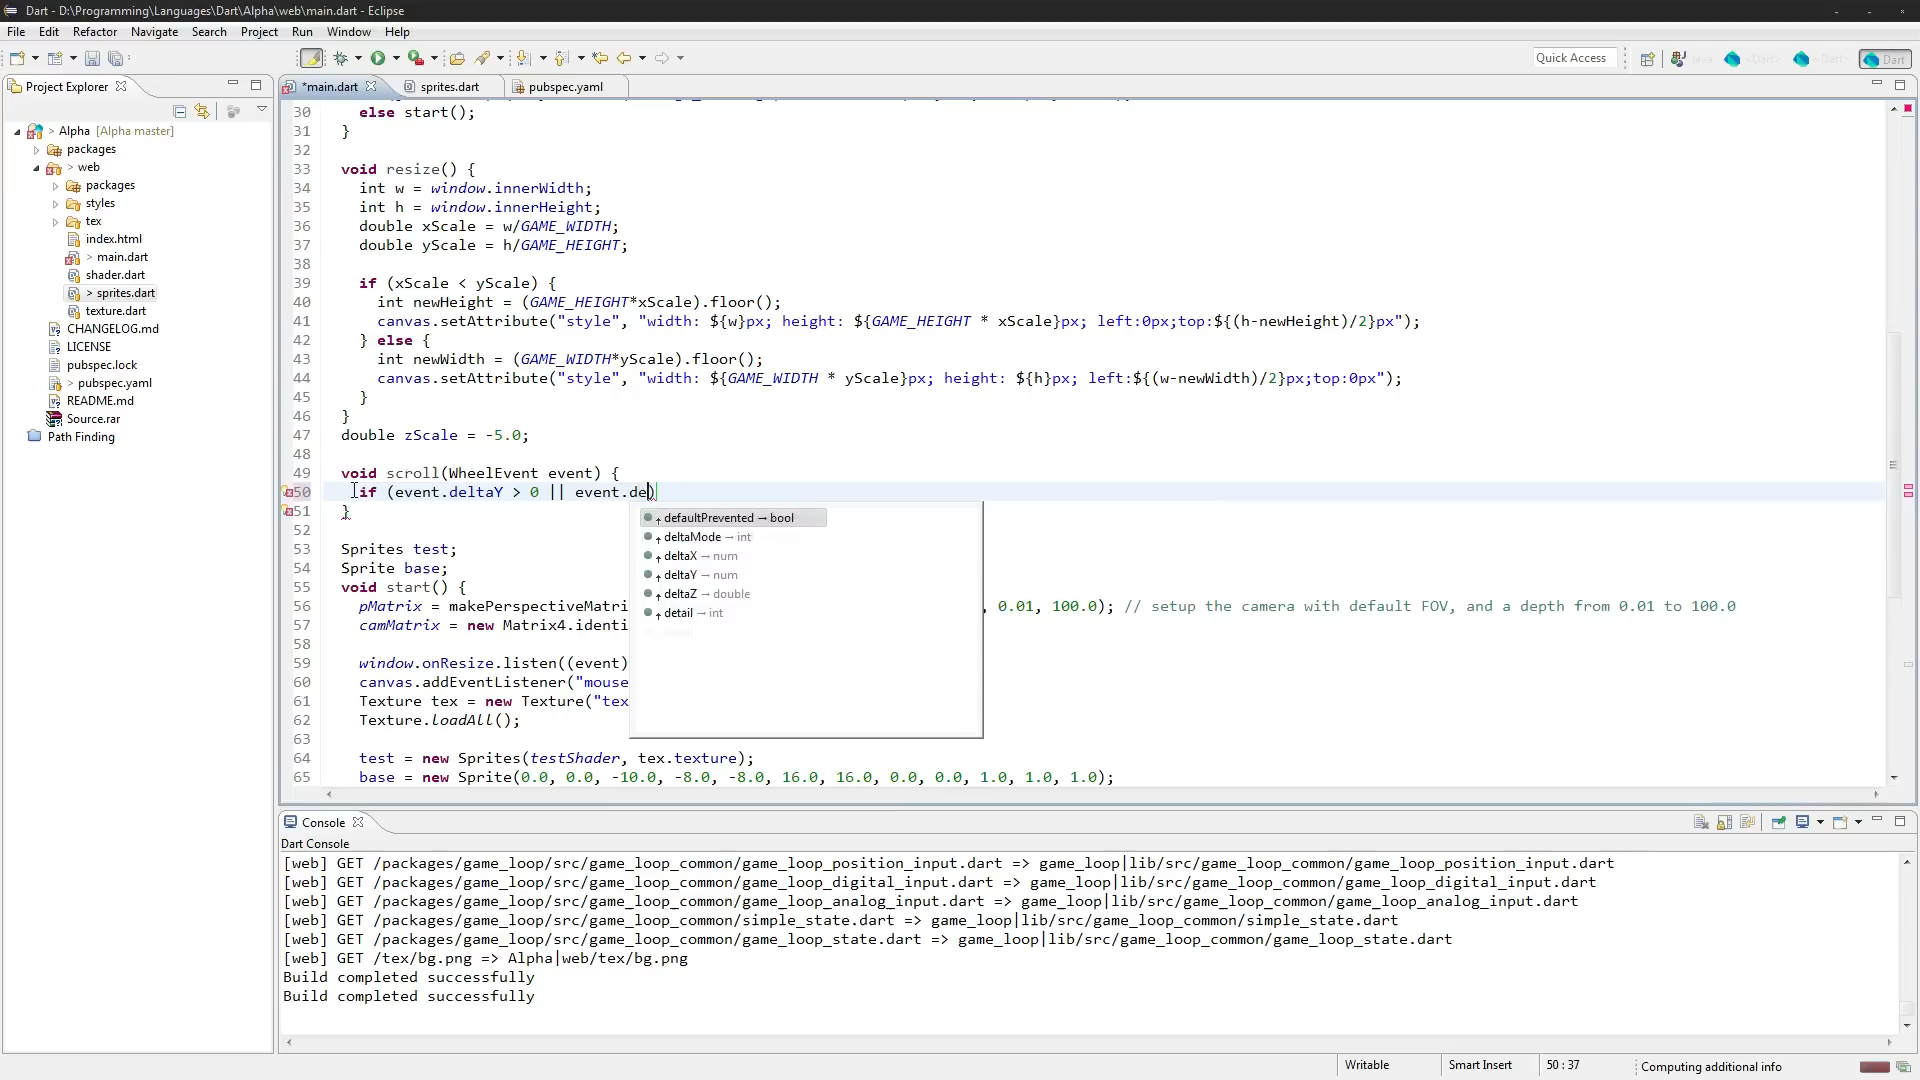 Dart - D:\Programming\Languages\Dart\Alpha\web\main.dart - Eclipse
File Edit Refactor Navigate Search Project Run Window Help
Quick Access
Dart
Project Explorer
*main.dart
sprites.dart
pubspec.yaml
> Alpha [Alpha master]
packages
> web
packages
styles
tex
index.html
> main.dart
shader.dart
> sprites.dart
texture.dart
CHANGELOG.md
LICENSE
pubspec.lock
> pubspec.yaml
README.md
Source.rar
Path Finding
30 else start();
31 }
32
33 void resize() {
34 int w = window.innerWidth;
35 int h = window.innerHeight;
36 double xScale = w/GAME_WIDTH;
37 double yScale = h/GAME_HEIGHT;
38
39 if (xScale < yScale) {
40 int newHeight = (GAME_HEIGHT*xScale).floor();
41 canvas.setAttribute("style", "width: ${w}px; height: ${GAME_HEIGHT * xScale}px; left:0px;top:${(h-newHeight)/2}px");
42 } else {
43 int newWidth = (GAME_WIDTH*yScale).floor();
44 canvas.setAttribute("style", "width: ${GAME_WIDTH * yScale}px; height: ${h}px; left:${(w-newWidth)/2}px;top:0px");
45 }
46 }
47 double zScale = -5.0;
48
49 void scroll(WheelEvent event) {
50 if (event.deltaY > 0 || event.de)
51 }
52
53 Sprites test;
54 Sprite base;
55 void start() {
56 pMatrix = makePerspectiveMatri , 0.01, 100.0); // setup the camera with default FOV, and a depth from 0.01 to 100.0
57 camMatrix = new Matrix4.identi
58
59 window.onResize.listen((event)
60 canvas.addEventListener("mouse
61 Texture tex = new Texture("tex
62 Texture.loadAll();
63
64 test = new Sprites(testShader, tex.texture);
65 base = new Sprite(0.0, 0.0, -10.0, -8.0, -8.0, 16.0, 16.0, 0.0, 0.0, 1.0, 1.0, 1.0);
defaultPrevented → bool
deltaMode → int
deltaX → num
deltaY → num
deltaZ → double
detail → int
Console
Dart Console
[web] GET /packages/game_loop/src/game_loop_common/game_loop_position_input.dart => game_loop|lib/src/game_loop_common/game_loop_position_input.dart
[web] GET /packages/game_loop/src/game_loop_common/game_loop_digital_input.dart => game_loop|lib/src/game_loop_common/game_loop_digital_input.dart
[web] GET /packages/game_loop/src/game_loop_common/game_loop_analog_input.dart => game_loop|lib/src/game_loop_common/game_loop_analog_input.dart
[web] GET /packages/game_loop/src/game_loop_common/simple_state.dart => game_loop|lib/src/game_loop_common/simple_state.dart
[web] GET /packages/game_loop/src/game_loop_common/game_loop_state.dart => game_loop|lib/src/game_loop_common/game_loop_state.dart
[web] GET /tex/bg.png => Alpha|web/tex/bg.png
Build completed successfully
Build completed successfully
Writable
Smart Insert
50 : 37
Computing additional info